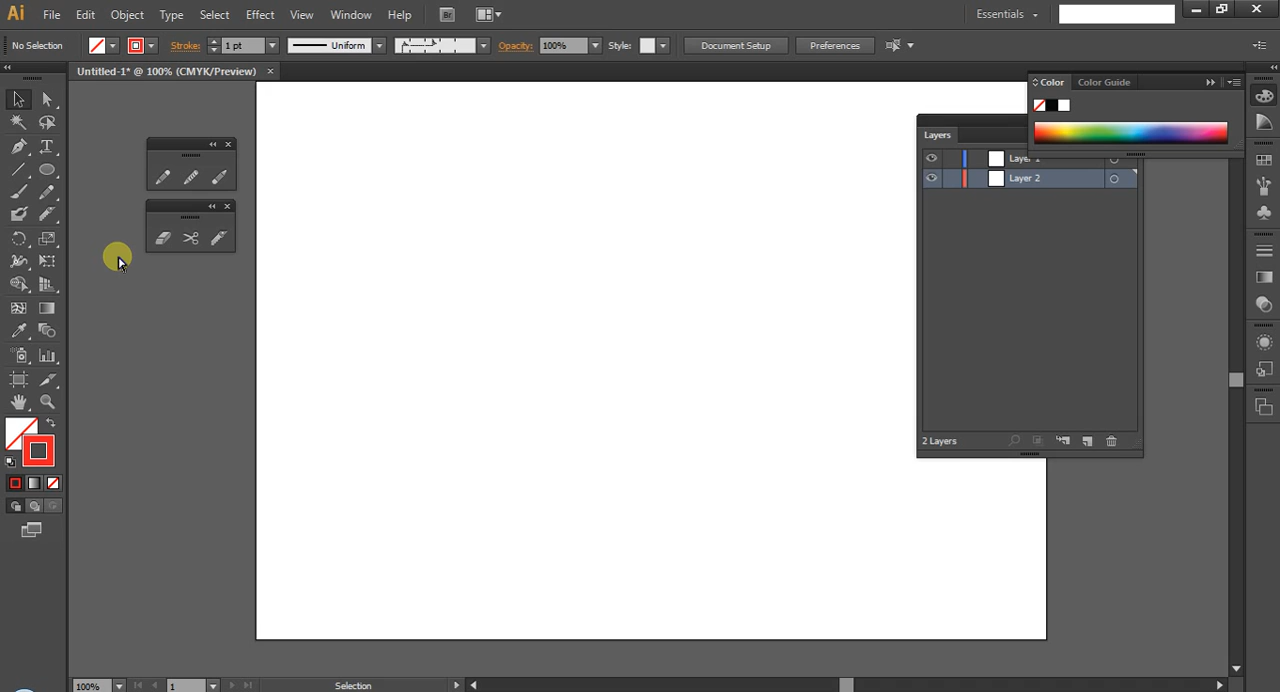 Ai File Edit Object Type Select Effect View Window Help Br Essentials
No Selection Stroke: 1 pt Uniform Opacity: 100% Style: Document Setup Preferences
Untitled-1* @ 100% (CMYK/Preview) ×
Color Color Guide
Layers
Layer 1
Layer 2
2 Layers
100% 1 Selection